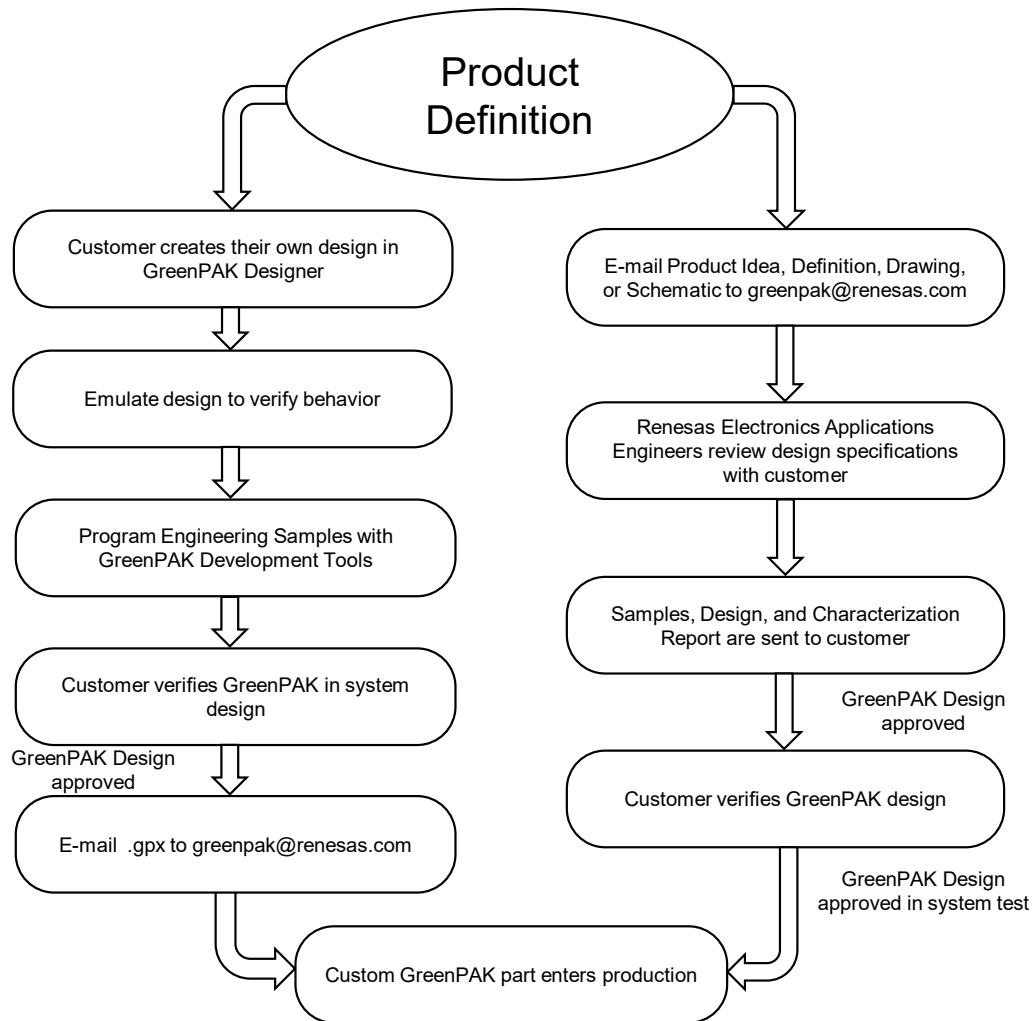 Product
Definition
Customer creates their own design in
GreenPAK Designer
Emulate design to verify behavior
Program Engineering Samples with
GreenPAK Development Tools
Customer verifies GreenPAK in system
design
GreenPAK Design
approved
E-mail .gpx to greenpak@renesas.com
E-mail Product Idea, Definition, Drawing,
or Schematic to greenpak@renesas.com
Renesas Electronics Applications
Engineers review design specifications
with customer
Samples, Design, and Characterization
Report are sent to customer
GreenPAK Design
approved
Customer verifies GreenPAK design
GreenPAK Design
approved in system test
Custom GreenPAK part enters production